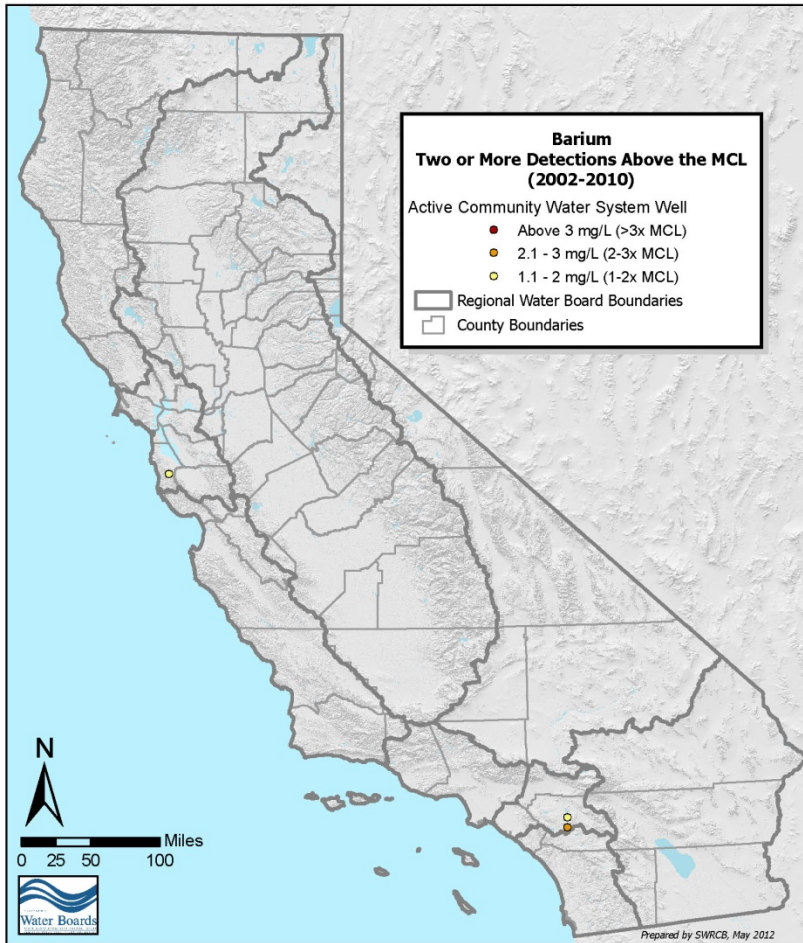 Barium
Two or More Detections Above the MCL
(2002-2010)
Active Community Water System Well
Above 3 mg/L (>3x MCL)
2.1 - 3 mg/L (2-3x MCL)
1.1 - 2 mg/L (1-2x MCL)
Regional Water Board Boundaries
County Boundaries
N
Miles
0 25 50 100
Water Boards
Prepared by SWRCB, May 2012